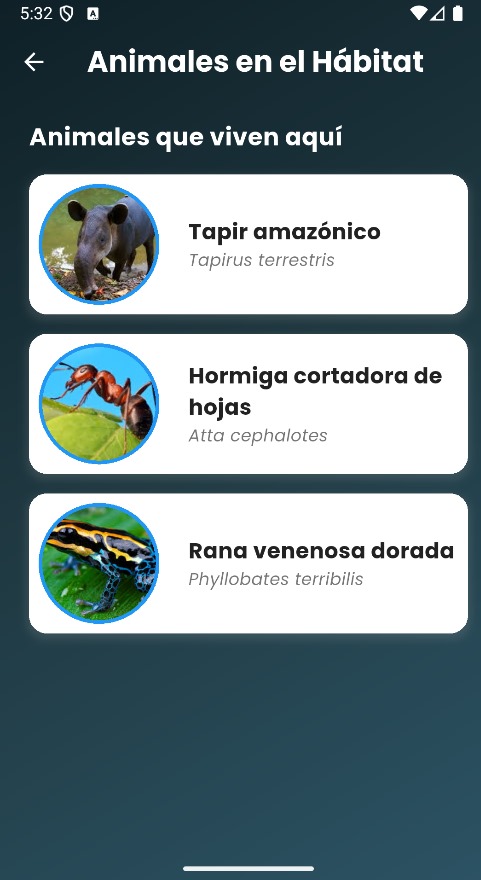 5:32
Animales en el Hábitat
Animales que viven aquí
Tapir amazónico
Tapirus terrestris
Hormiga cortadora de
hojas
Atta cephalotes
Rana venenosa dorada
Phyllobates terribilis